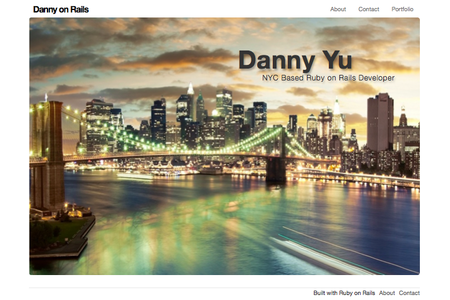 Danny on Rails
About Contact Portfolio
Danny Yu
NYC Based Ruby on Rails Developer
Built with Ruby on Rails About Contact